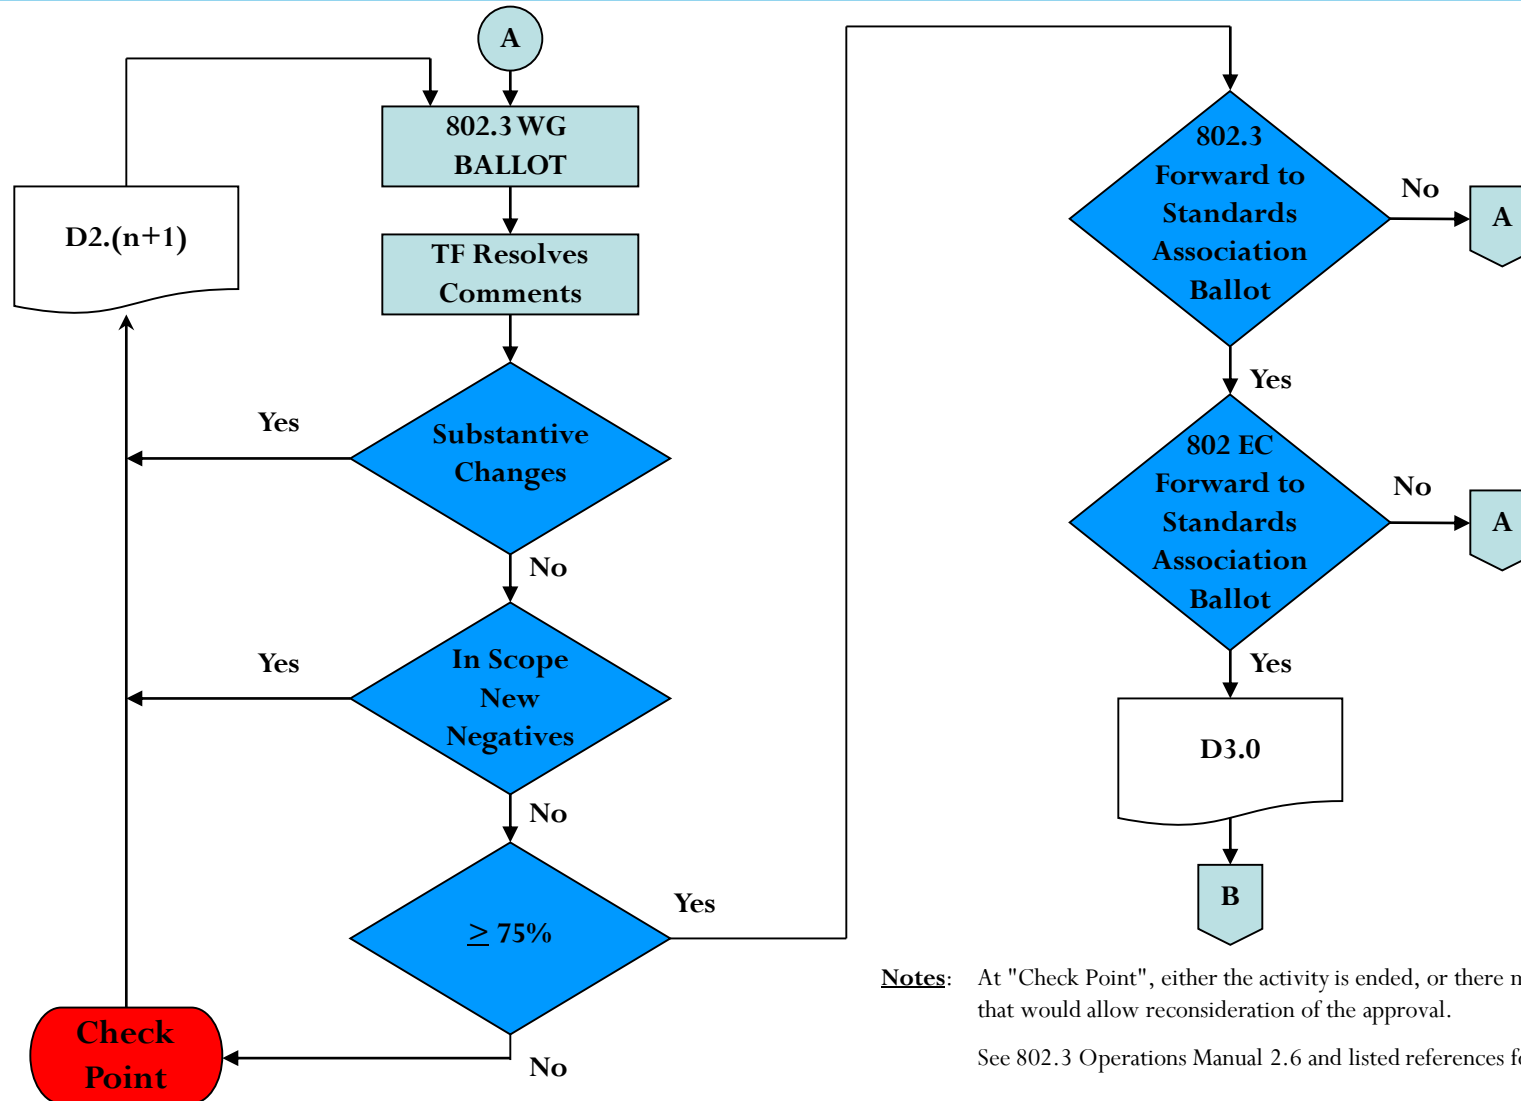 A
802.3 WG
BALLOT
D2.(n+1)
TF Resolves
Comments
Yes
Substantive
Changes
No
Yes
In Scope
New
Negatives
No
≥ 75%
Yes
Check
Point
No
802.3
Forward to
Standards
Association
Ballot
No
A
Yes
802 EC
Forward to
Standards
Association
Ballot
No
A
Yes
D3.0
B
Notes: At "Check Point", either the activity is ended, or there
that would allow reconsideration of the approval.
See 802.3 Operations Manual 2.6 and listed references